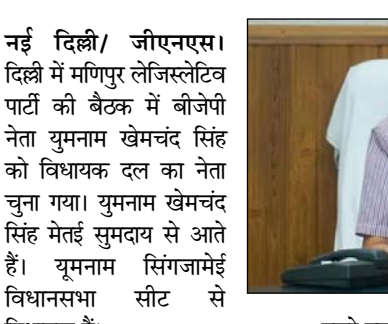 नई दिल्ली/ जीएनएस।
दिल्ली में मणिपुर लेजिस्लेटिव
पार्टी की बैठक में बीजेपी
नेता युमनाम खेमचंद सिंह
को विधायक दल का नेता
चुना गया। युमनाम खेमचंद
सिंह मेतई सुमदाय से आते
हैं। यूमनाम सिंगजामेई
विधानसभा सीट से